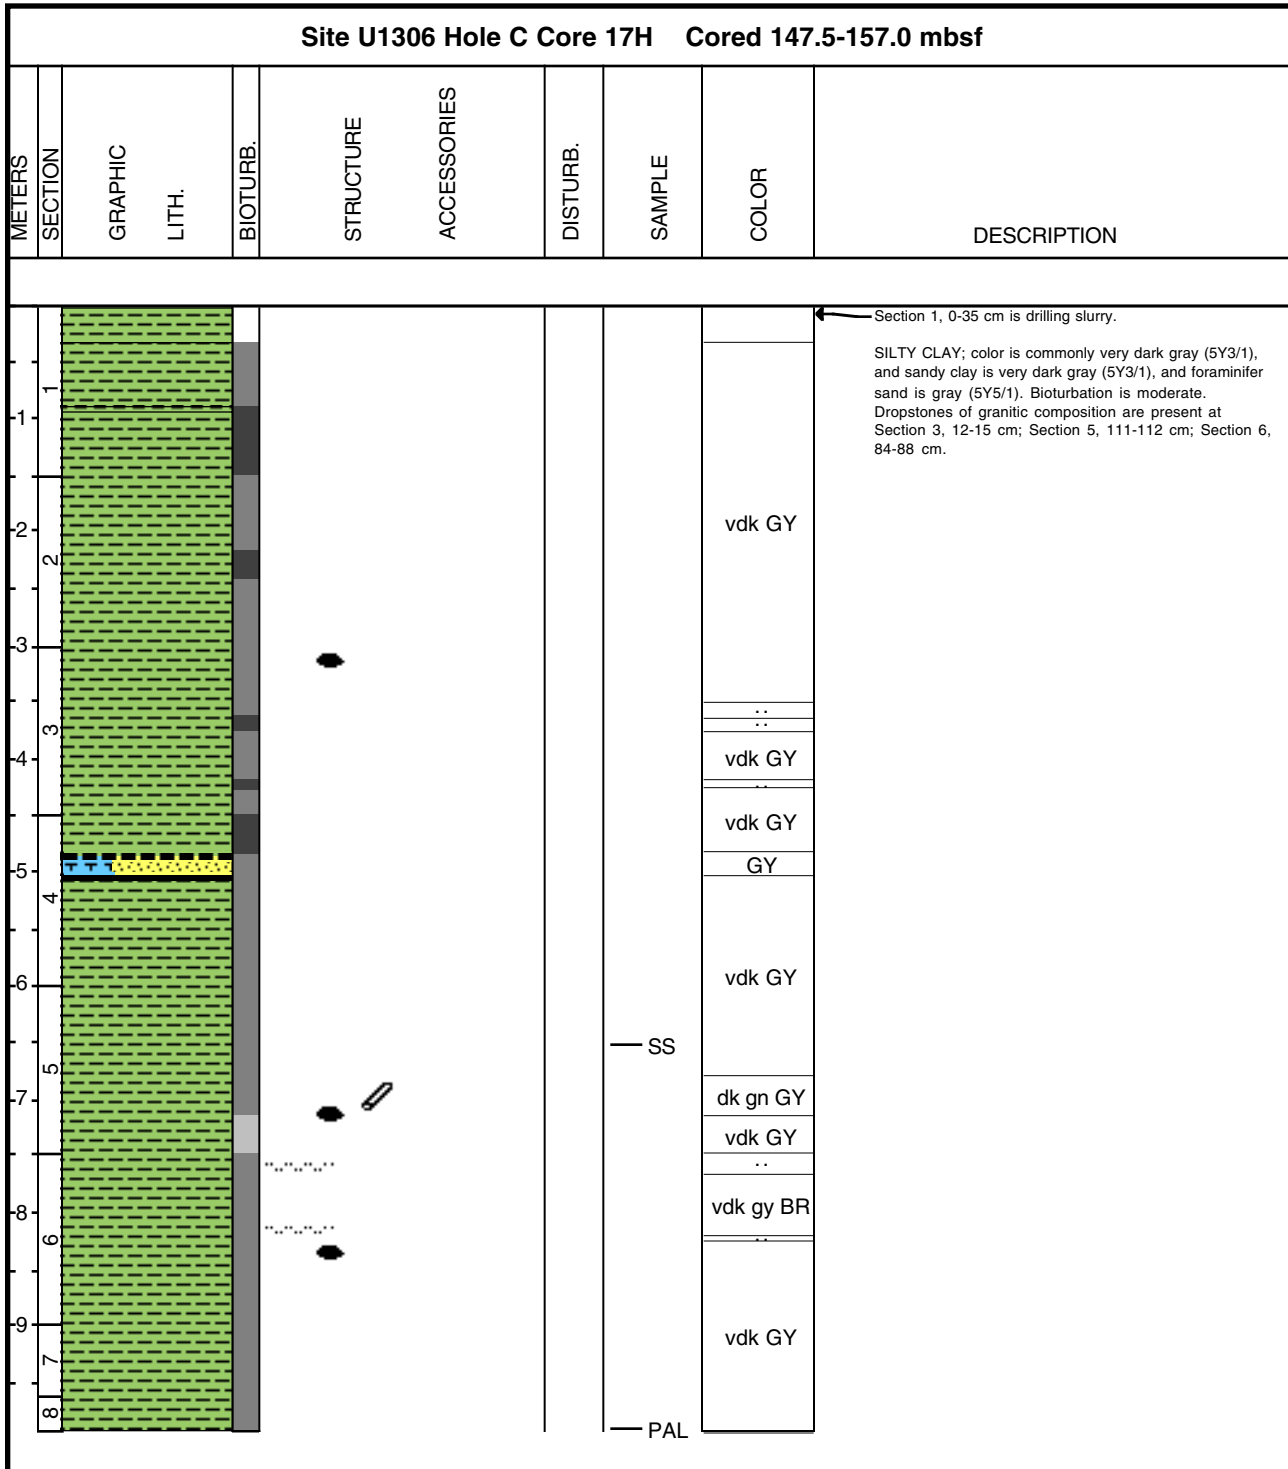 Site U1306 Hole C Core 17H Cored 147.5-157.0 mbsf
METERS
SECTION
GRAPHIC
LITH.
BIOTURB.
STRUCTURE
ACCESSORIES
DISTURB.
SAMPLE
COLOR
DESCRIPTION
Section 1, 0-35 cm is drilling slurry.
SILTY CLAY; color is commonly very dark gray (5Y3/1),
and sandy clay is very dark gray (5Y3/1), and foraminifer
sand is gray (5Y5/1). Bioturbation is moderate.
Dropstones of granitic composition are present at
Section 3, 12-15 cm; Section 5, 111-112 cm; Section 6,
84-88 cm.
1
1
2
vdk GY
2
3
3
4
vdk GY
vdk GY
GY
5
4
6
vdk GY
SS
5
7
dk gn GY
vdk GY
8
vdk gy BR
6
9
vdk GY
7
8
PAL